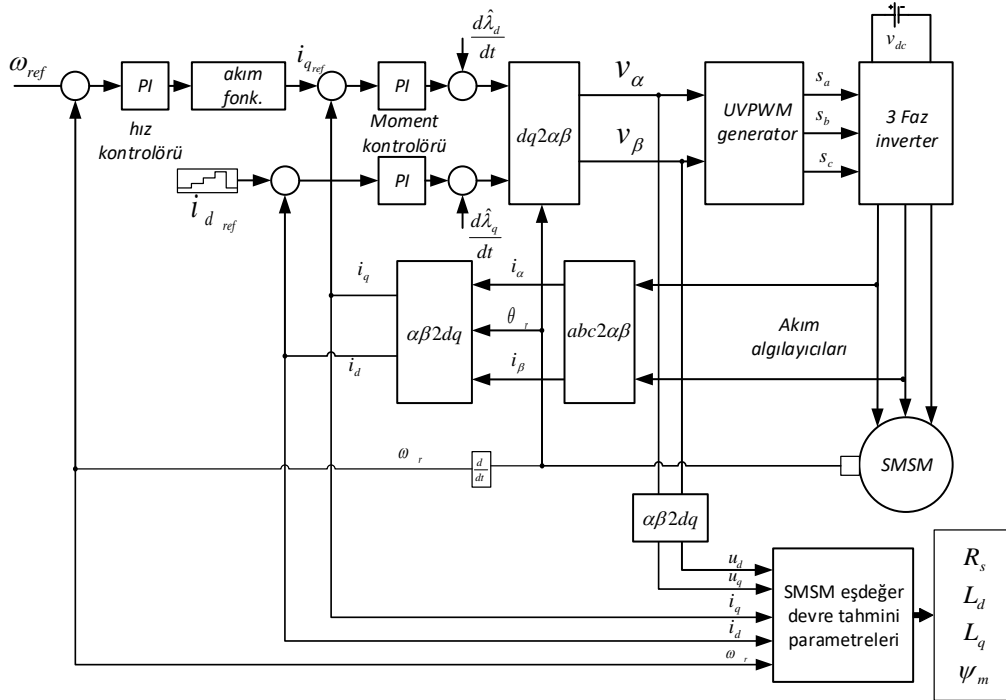 ω_ref
PI
akım
fonk.
hız
kontrolörü
i_q_ref
PI
Moment
kontrolörü
PI
dλ̂_d
dt
dλ̂_q
dt
i_d_ref
dq2αβ
v_α
v_β
UVPWM
generator
s_a
s_b
s_c
v_dc
+ -
3 Faz
inverter
i_q
i_d
αβ2dq
i_α
θ_r
i_β
abc2αβ
Akım
algılayıcıları
SMSM
ω_r
d
dt
αβ2dq
u_d
u_q
i_q
i_d
ω_r
SMSM eşdeğer
devre tahmini
parametreleri
R_s
L_d
L_q
ψ_m